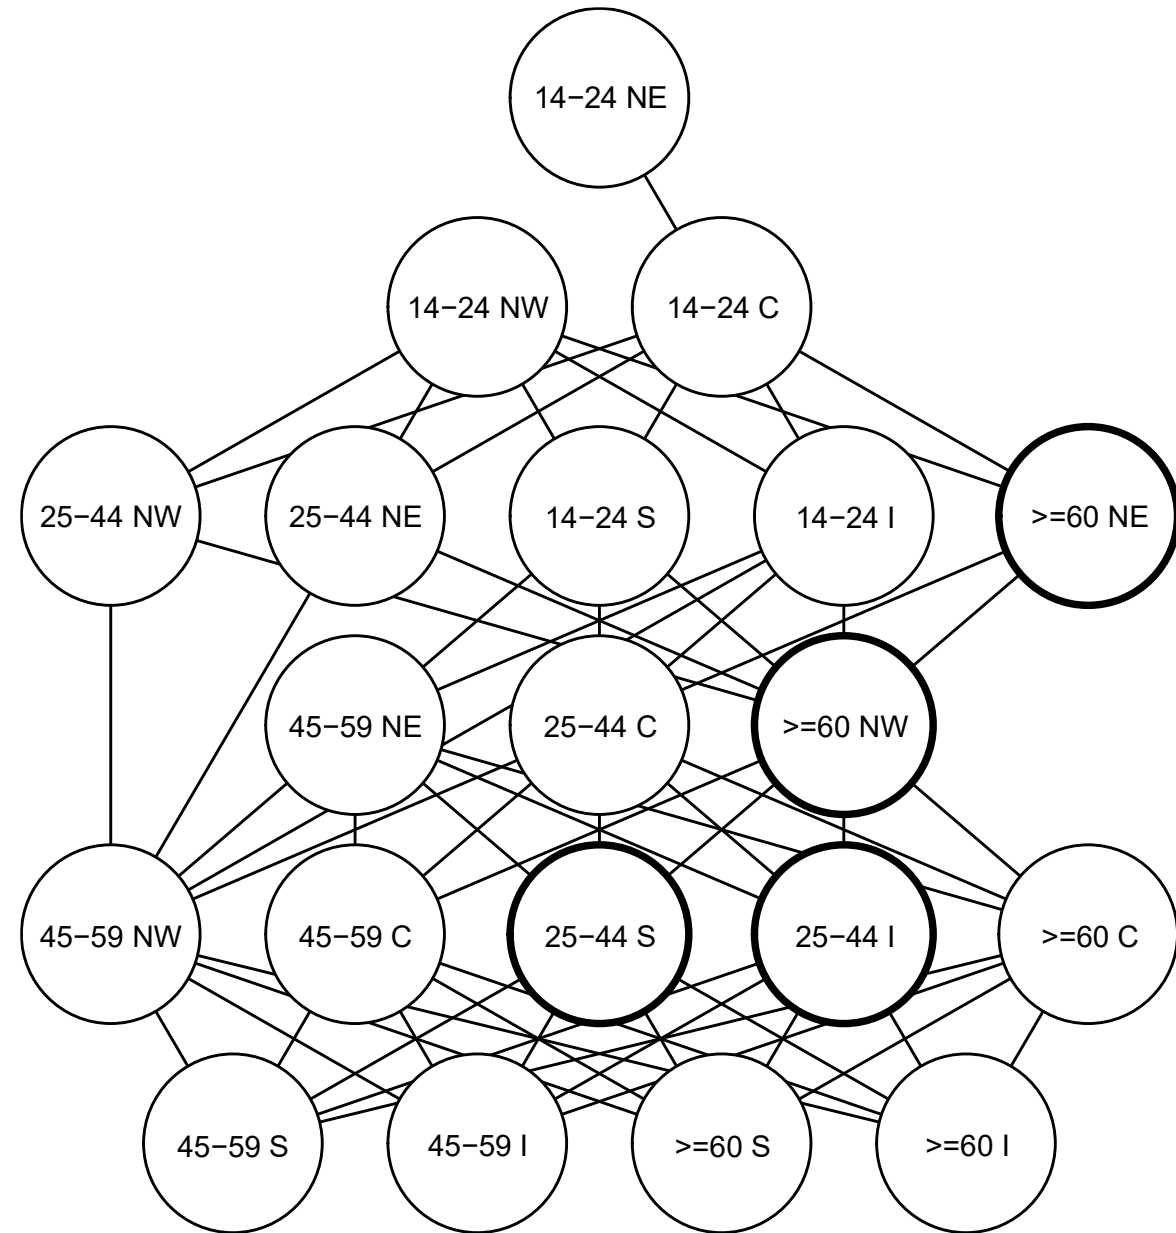 14−24 NE
14−24 NW
14−24 C
25−44 NW
25−44 NE
14−24 S
14−24 I
>=60 NE
45−59 NE
25−44 C
>=60 NW
45−59 NW
45−59 C
25−44 S
25−44 I
>=60 C
45−59 S
45−59 I
>=60 S
>=60 I